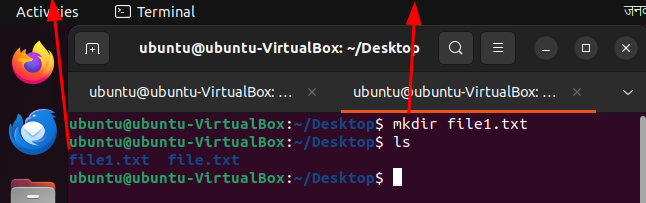 Activities Terminal जनव
ubuntu@ubuntu-VirtualBox: ~/Desktop
ubuntu@ubuntu-VirtualBox: ... ubuntu@ubuntu-VirtualBox: ~/D...
ubuntu@ubuntu-VirtualBox:~/Desktop$ mkdir file1.txt
ubuntu@ubuntu-VirtualBox:~/Desktop$ ls
file1.txt file.txt
ubuntu@ubuntu-VirtualBox:~/Desktop$